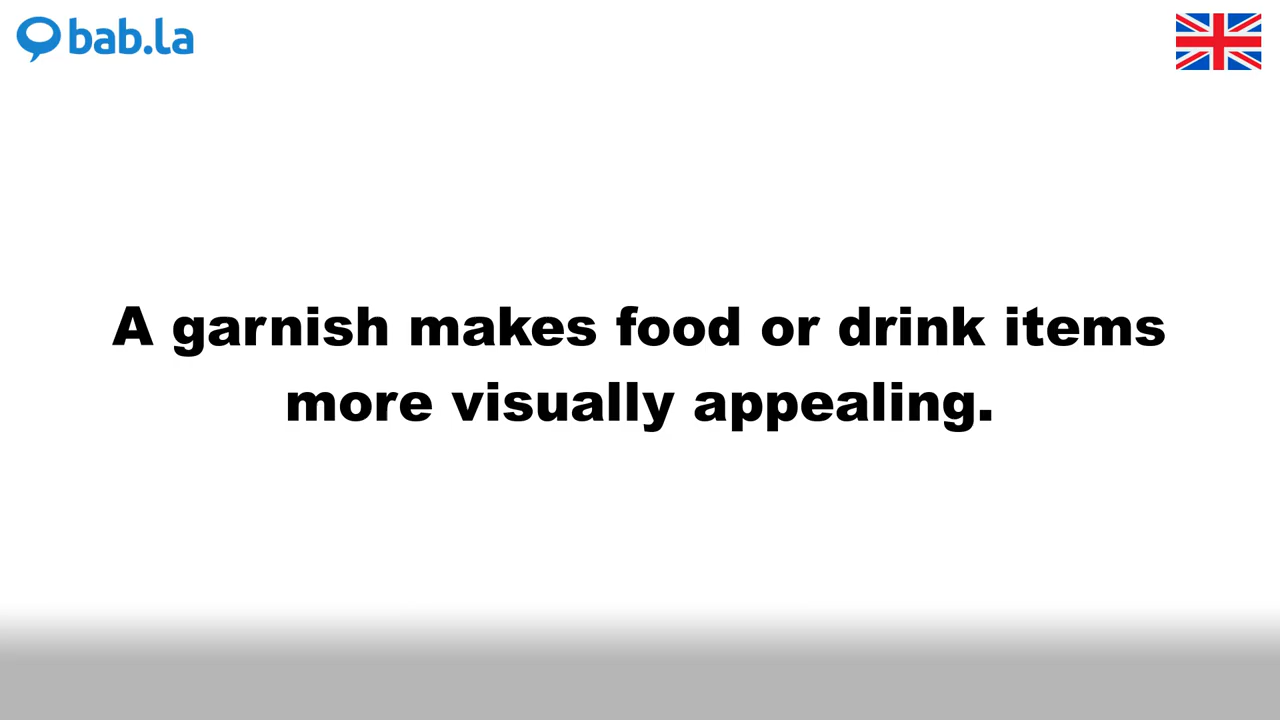 bab.la
A garnish makes food or drink items
more visually appealing.